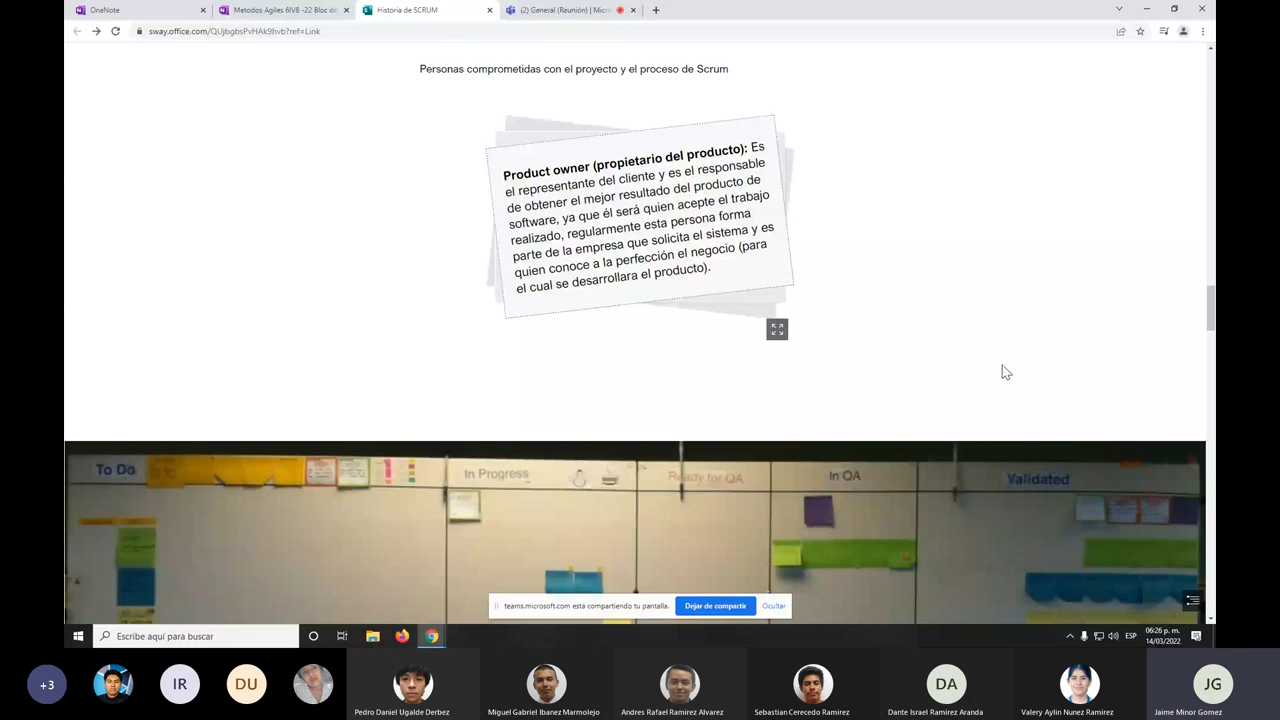 OneNote
Metodos Agiles 6IV8 -22 Bloc de
Historia de SCRUM
(2) General (Reunión) | Micro
sway.office.com/QUjbgbsPvHAk9hvb?ref=Link
Personas comprometidas con el proyecto y el proceso de Scrum
Product owner (propietario del producto): Es
el representante del cliente y es el responsable
de obtener el mejor resultado del producto de
software, ya que él será quien acepte el trabajo
realizado, regularmente esta persona forma
parte de la empresa que solicita el sistema y es
quien conoce a la perfección el negocio (para
el cual se desarrollara el producto).
To Do
In Progress
Ready for QA
In QA
Validated
teams.microsoft.com está compartiendo tu pantalla.
Dejar de compartir
Ocultar
Escribe aquí para buscar
ESP
06:26 p. m.
14/03/2022
+3
IR
DU
DA
JG
Pedro Daniel Ugalde Derbez
Miguel Gabriel Ibanez Marmolejo
Andres Rafael Ramirez Alvarez
Sebastian Cerecedo Ramirez
Dante Israel Ramirez Aranda
Valery Aylin Nunez Ramirez
Jaime Minor Gomez